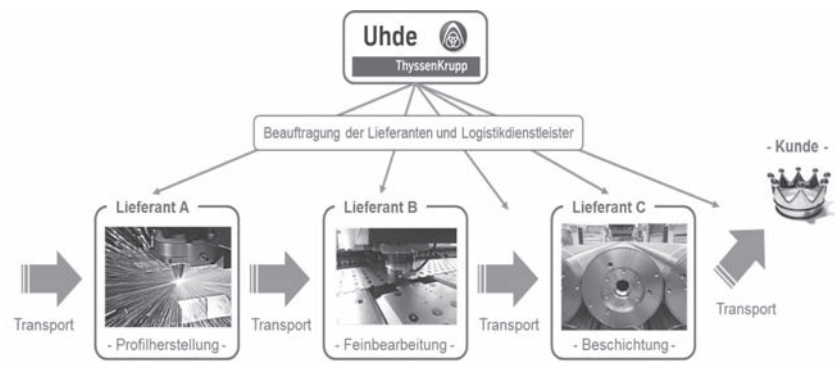 Uhde
ThyssenKrupp
Beauftragung der Lieferanten und Logistikdienstleister
- Kunde -
Lieferant A
Lieferant B
Lieferant C
Transport
Transport
Transport
Transport
- Profilherstellung -
- Feinbearbeitung -
- Beschichtung -